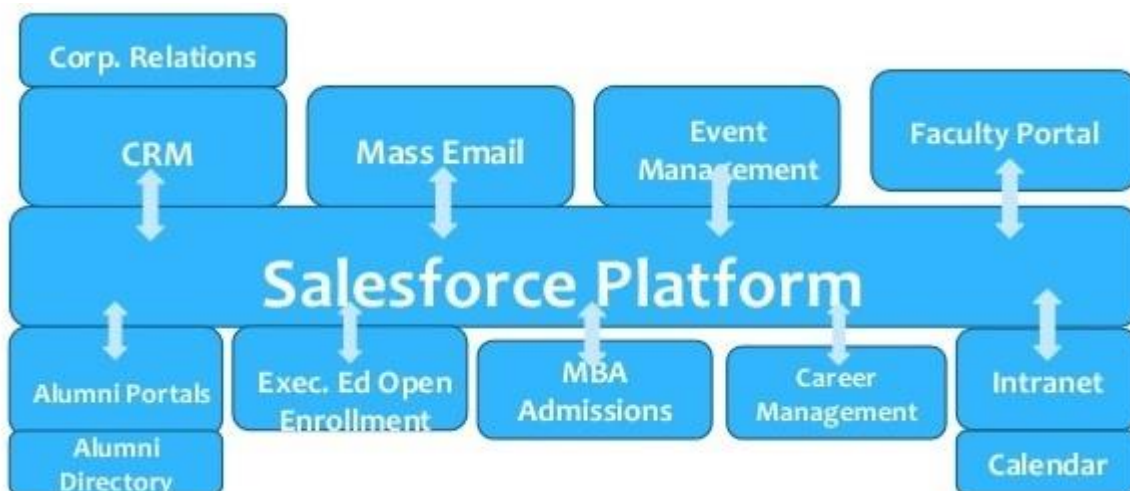 Corp. Relations
CRM
Mass Email
Event
Management
Faculty Portal
Salesforce Platform
Alumni Portals
Exec. Ed Open
Enrollment
MBA
Admissions
Career
Management
Intranet
Alumni
Directory
Calendar